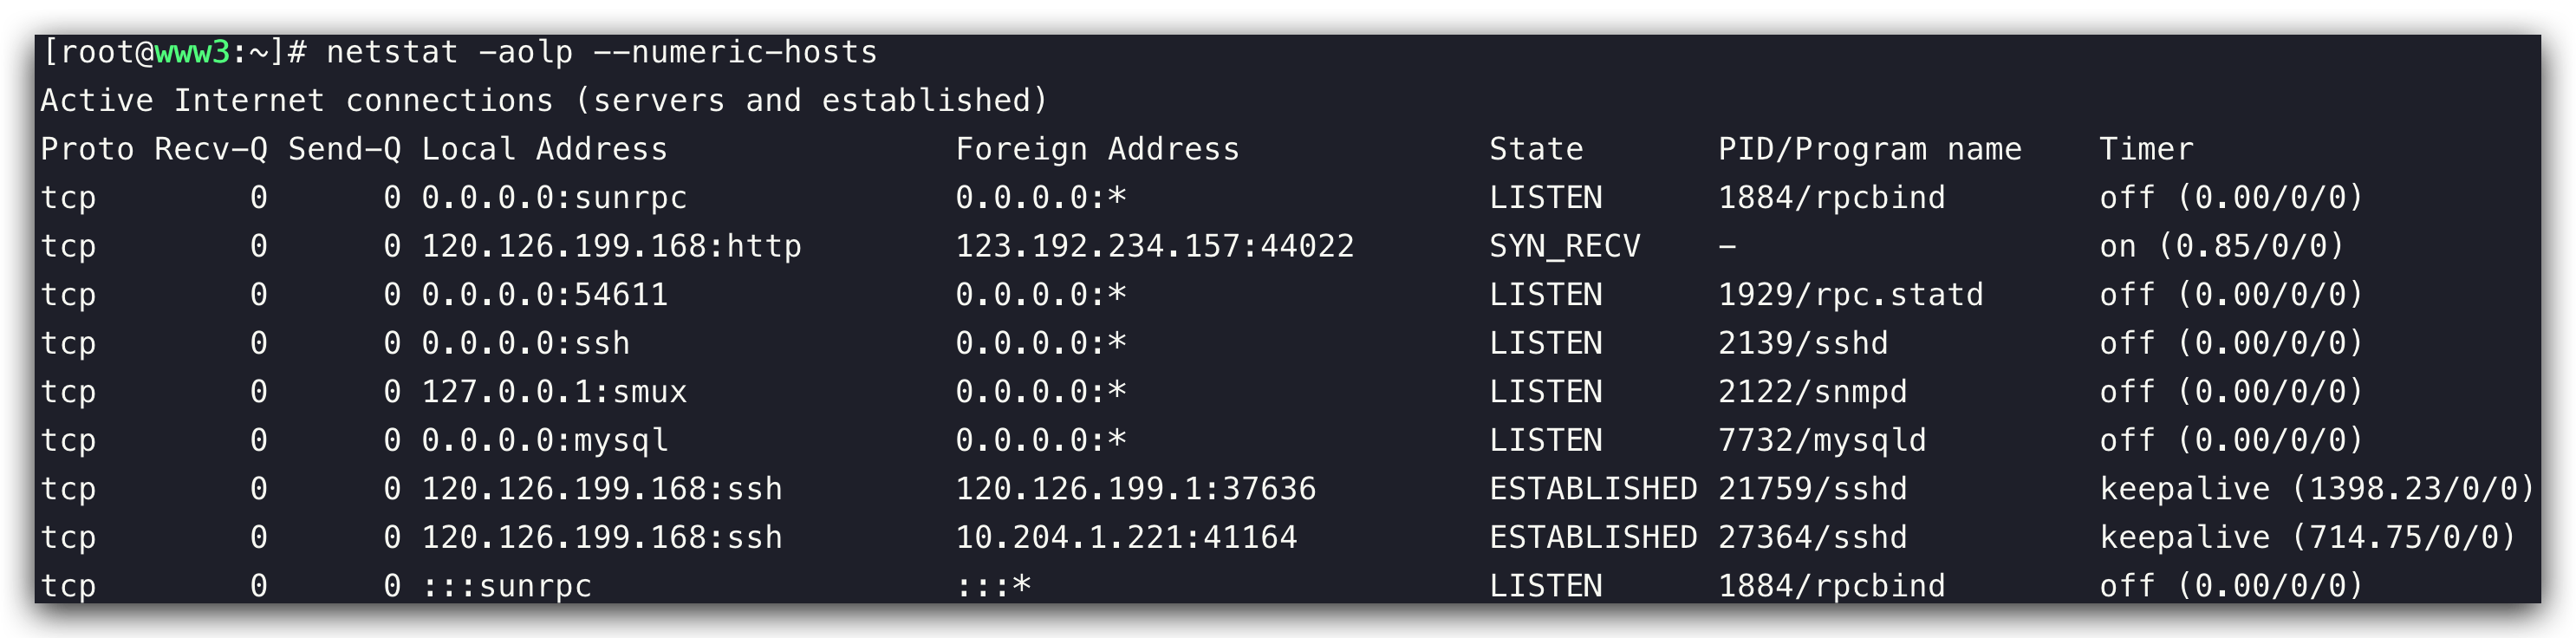 [root@www3:~]# netstat -aolp --numeric-hosts
Active Internet connections (servers and established)
Proto Recv-Q Send-Q Local Address               Foreign Address             State       PID/Program name    Timer
tcp        0      0 0.0.0.0:sunrpc              0.0.0.0:*                   LISTEN      1884/rpcbind        off (0.00/0/0)
tcp        0      0 120.126.199.168:http        123.192.234.157:44022       SYN_RECV    -                   on (0.85/0/0)
tcp        0      0 0.0.0.0:54611               0.0.0.0:*                   LISTEN      1929/rpc.statd      off (0.00/0/0)
tcp        0      0 0.0.0.0:ssh                 0.0.0.0:*                   LISTEN      2139/sshd           off (0.00/0/0)
tcp        0      0 127.0.0.1:smux              0.0.0.0:*                   LISTEN      2122/snmpd          off (0.00/0/0)
tcp        0      0 0.0.0.0:mysql               0.0.0.0:*                   LISTEN      7732/mysqld         off (0.00/0/0)
tcp        0      0 120.126.199.168:ssh         120.126.199.1:37636         ESTABLISHED 21759/sshd          keepalive (1398.23/0/0)
tcp        0      0 120.126.199.168:ssh         10.204.1.221:41164          ESTABLISHED 27364/sshd          keepalive (714.75/0/0)
tcp        0      0 :::sunrpc                   :::*                        LISTEN      1884/rpcbind        off (0.00/0/0)